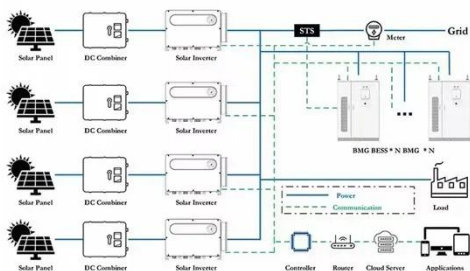 STS
Meter
Grid
Solar Panel
DC Combiner
Solar Inverter
Solar Panel
DC Combiner
Solar Inverter
BMG BESS * N BMG * N
Solar Panel
DC Combiner
Solar Inverter
Power
Communication
Load
Solar Panel
DC Combiner
Solar Inverter
Controller
Router
Cloud Server
Applications